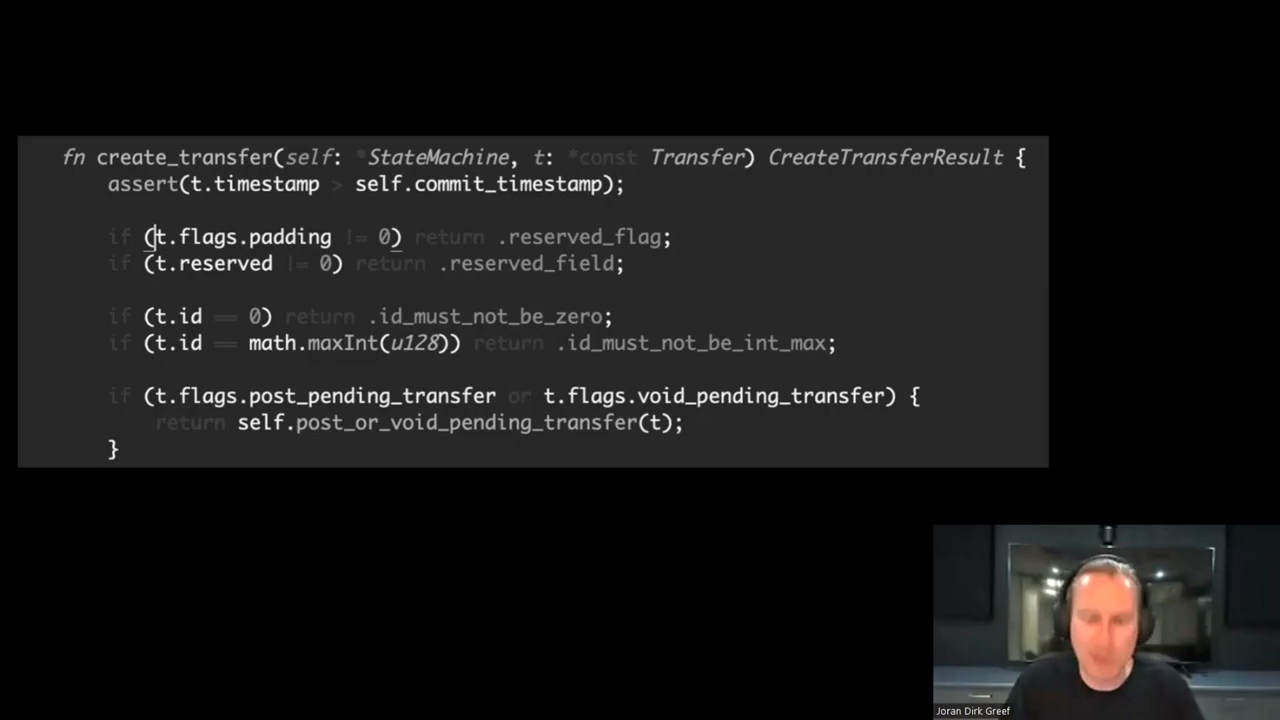 fn create_transfer(self: *StateMachine, t: *const Transfer) CreateTransferResult {
assert(t.timestamp > self.commit_timestamp);
if (t.flags.padding != 0) return .reserved_flag;
if (t.reserved != 0) return .reserved_field;
if (t.id == 0) return .id_must_not_be_zero;
if (t.id == math.maxInt(u128)) return .id_must_not_be_int_max;
if (t.flags.post_pending_transfer or t.flags.void_pending_transfer) {
return self.post_or_void_pending_transfer(t);
}
Joran Dirk Greef